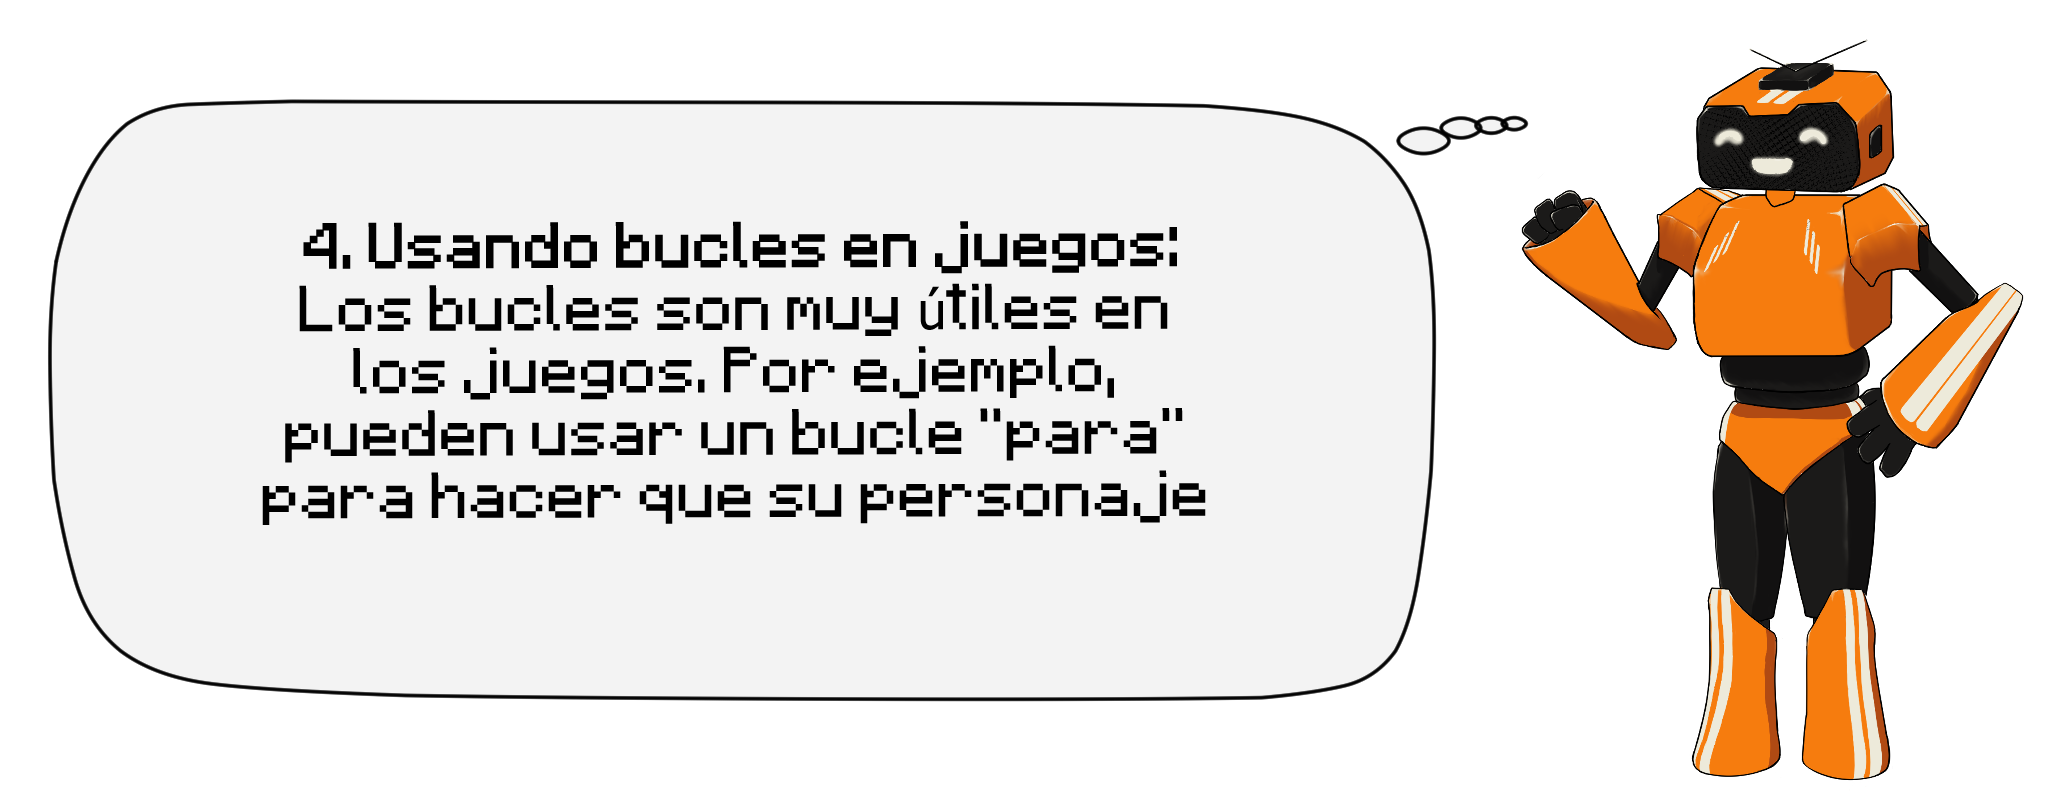 4. Usando bucles en juegos:
Los bucles son muy útiles en
los juegos. Por ejemplo,
pueden usar un bucle "para"
para hacer que su personaje